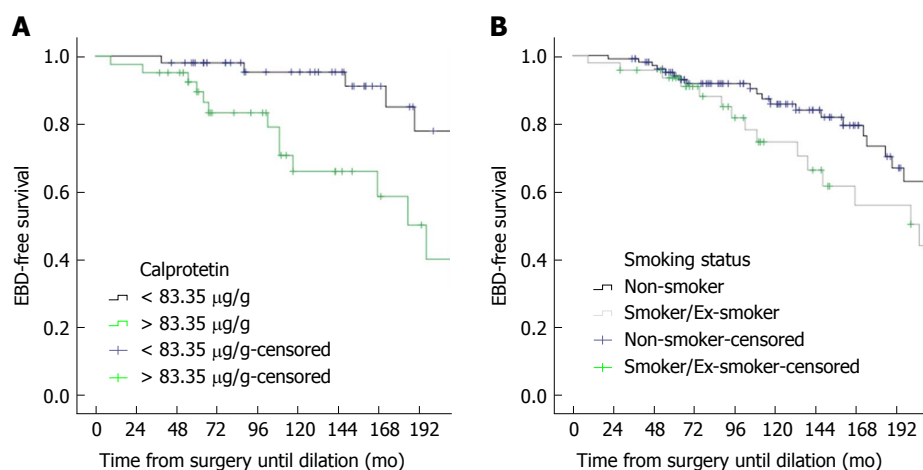 A
EBD-free survival
1.0
0.8
0.6
0.4
0.2
0.0
Calprotetin
< 83.35 μg/g
> 83.35 μg/g
< 83.35 μg/g-censored
> 83.35 μg/g-censored
0 24 48 72 96 120 144 168 192
Time from surgery until dilation (mo)
B
EBD-free survival
1.0
0.8
0.6
0.4
0.2
0.0
Smoking status
Non-smoker
Smoker/Ex-smoker
Non-smoker-censored
Smoker/Ex-smoker-censored
0 24 48 72 96 120 144 168 192
Time from surgery until dilation (mo)